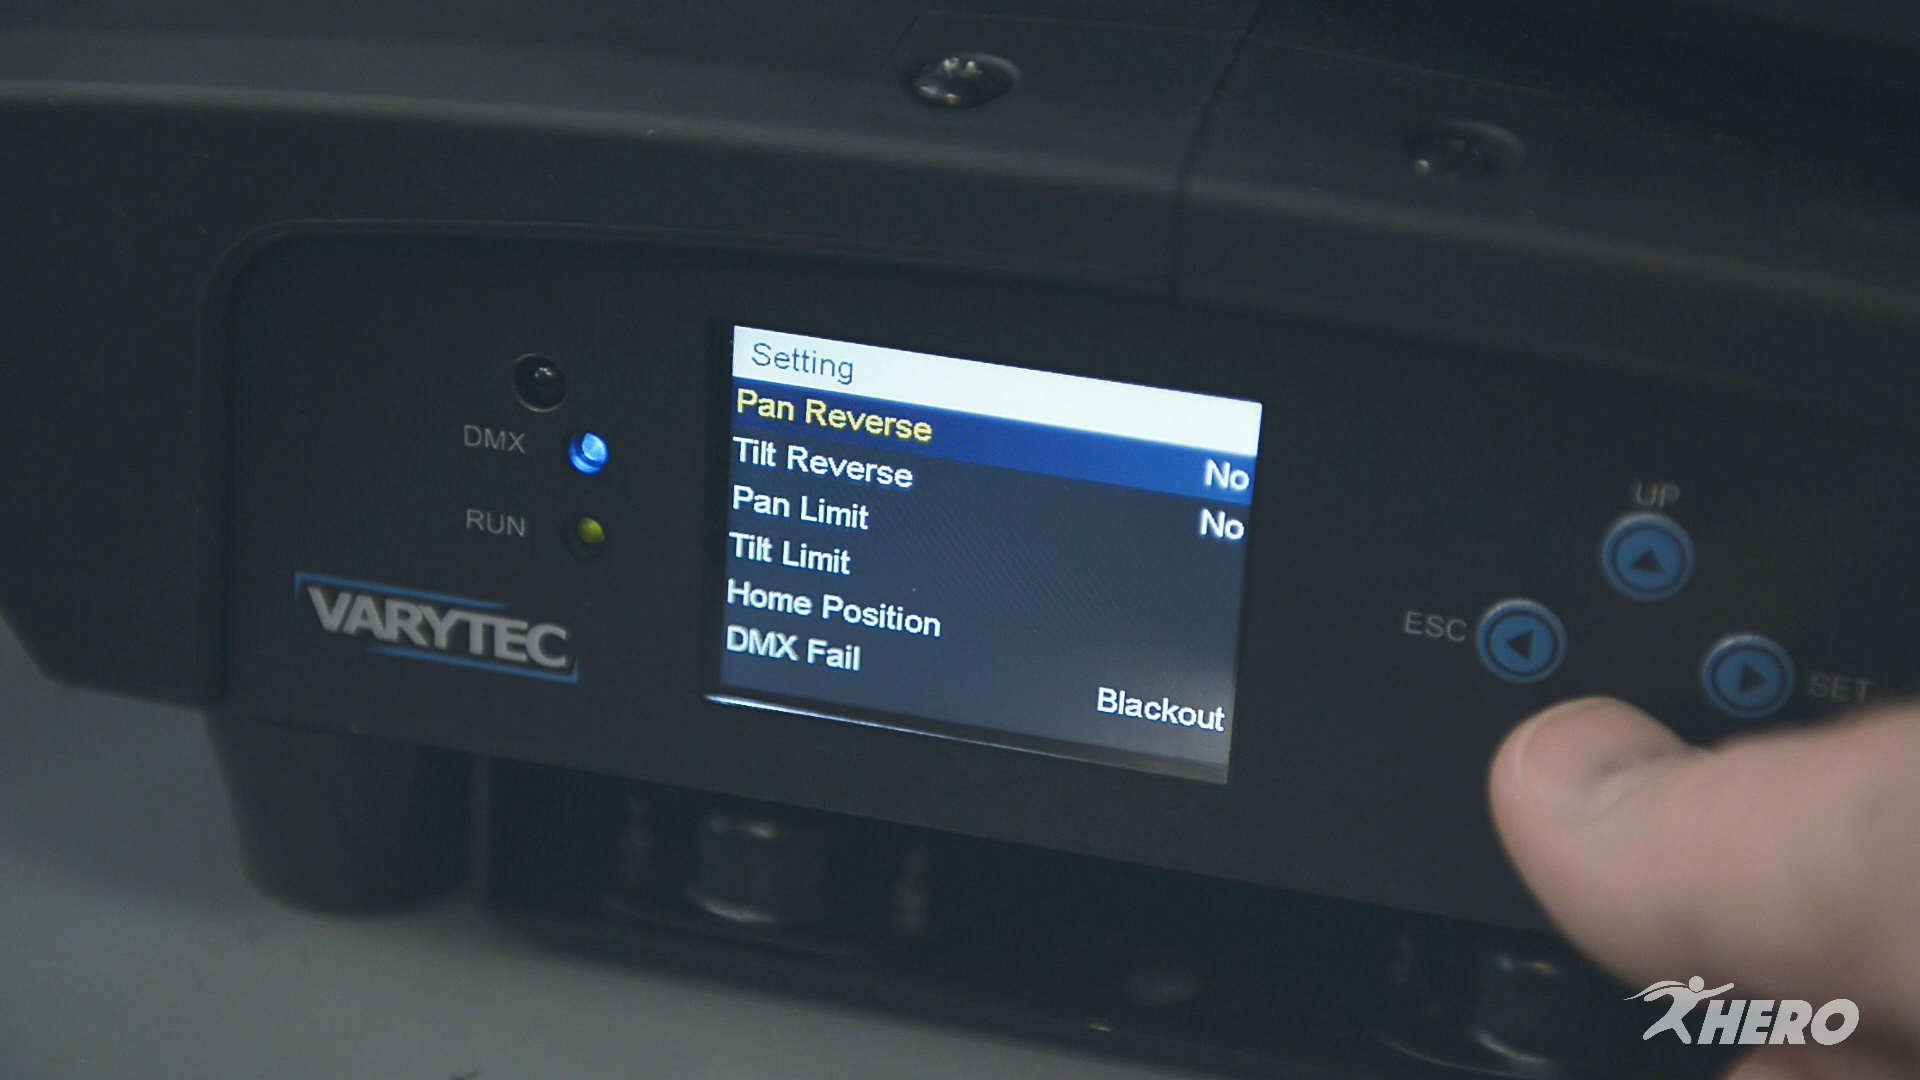 Setting
Pan Reverse
No
Tilt Reverse
No
Pan Limit
Tilt Limit
Home Position
DMX Fail
Blackout
DMX
RUN
VARYTEC
UP
ESC
SET
HERO